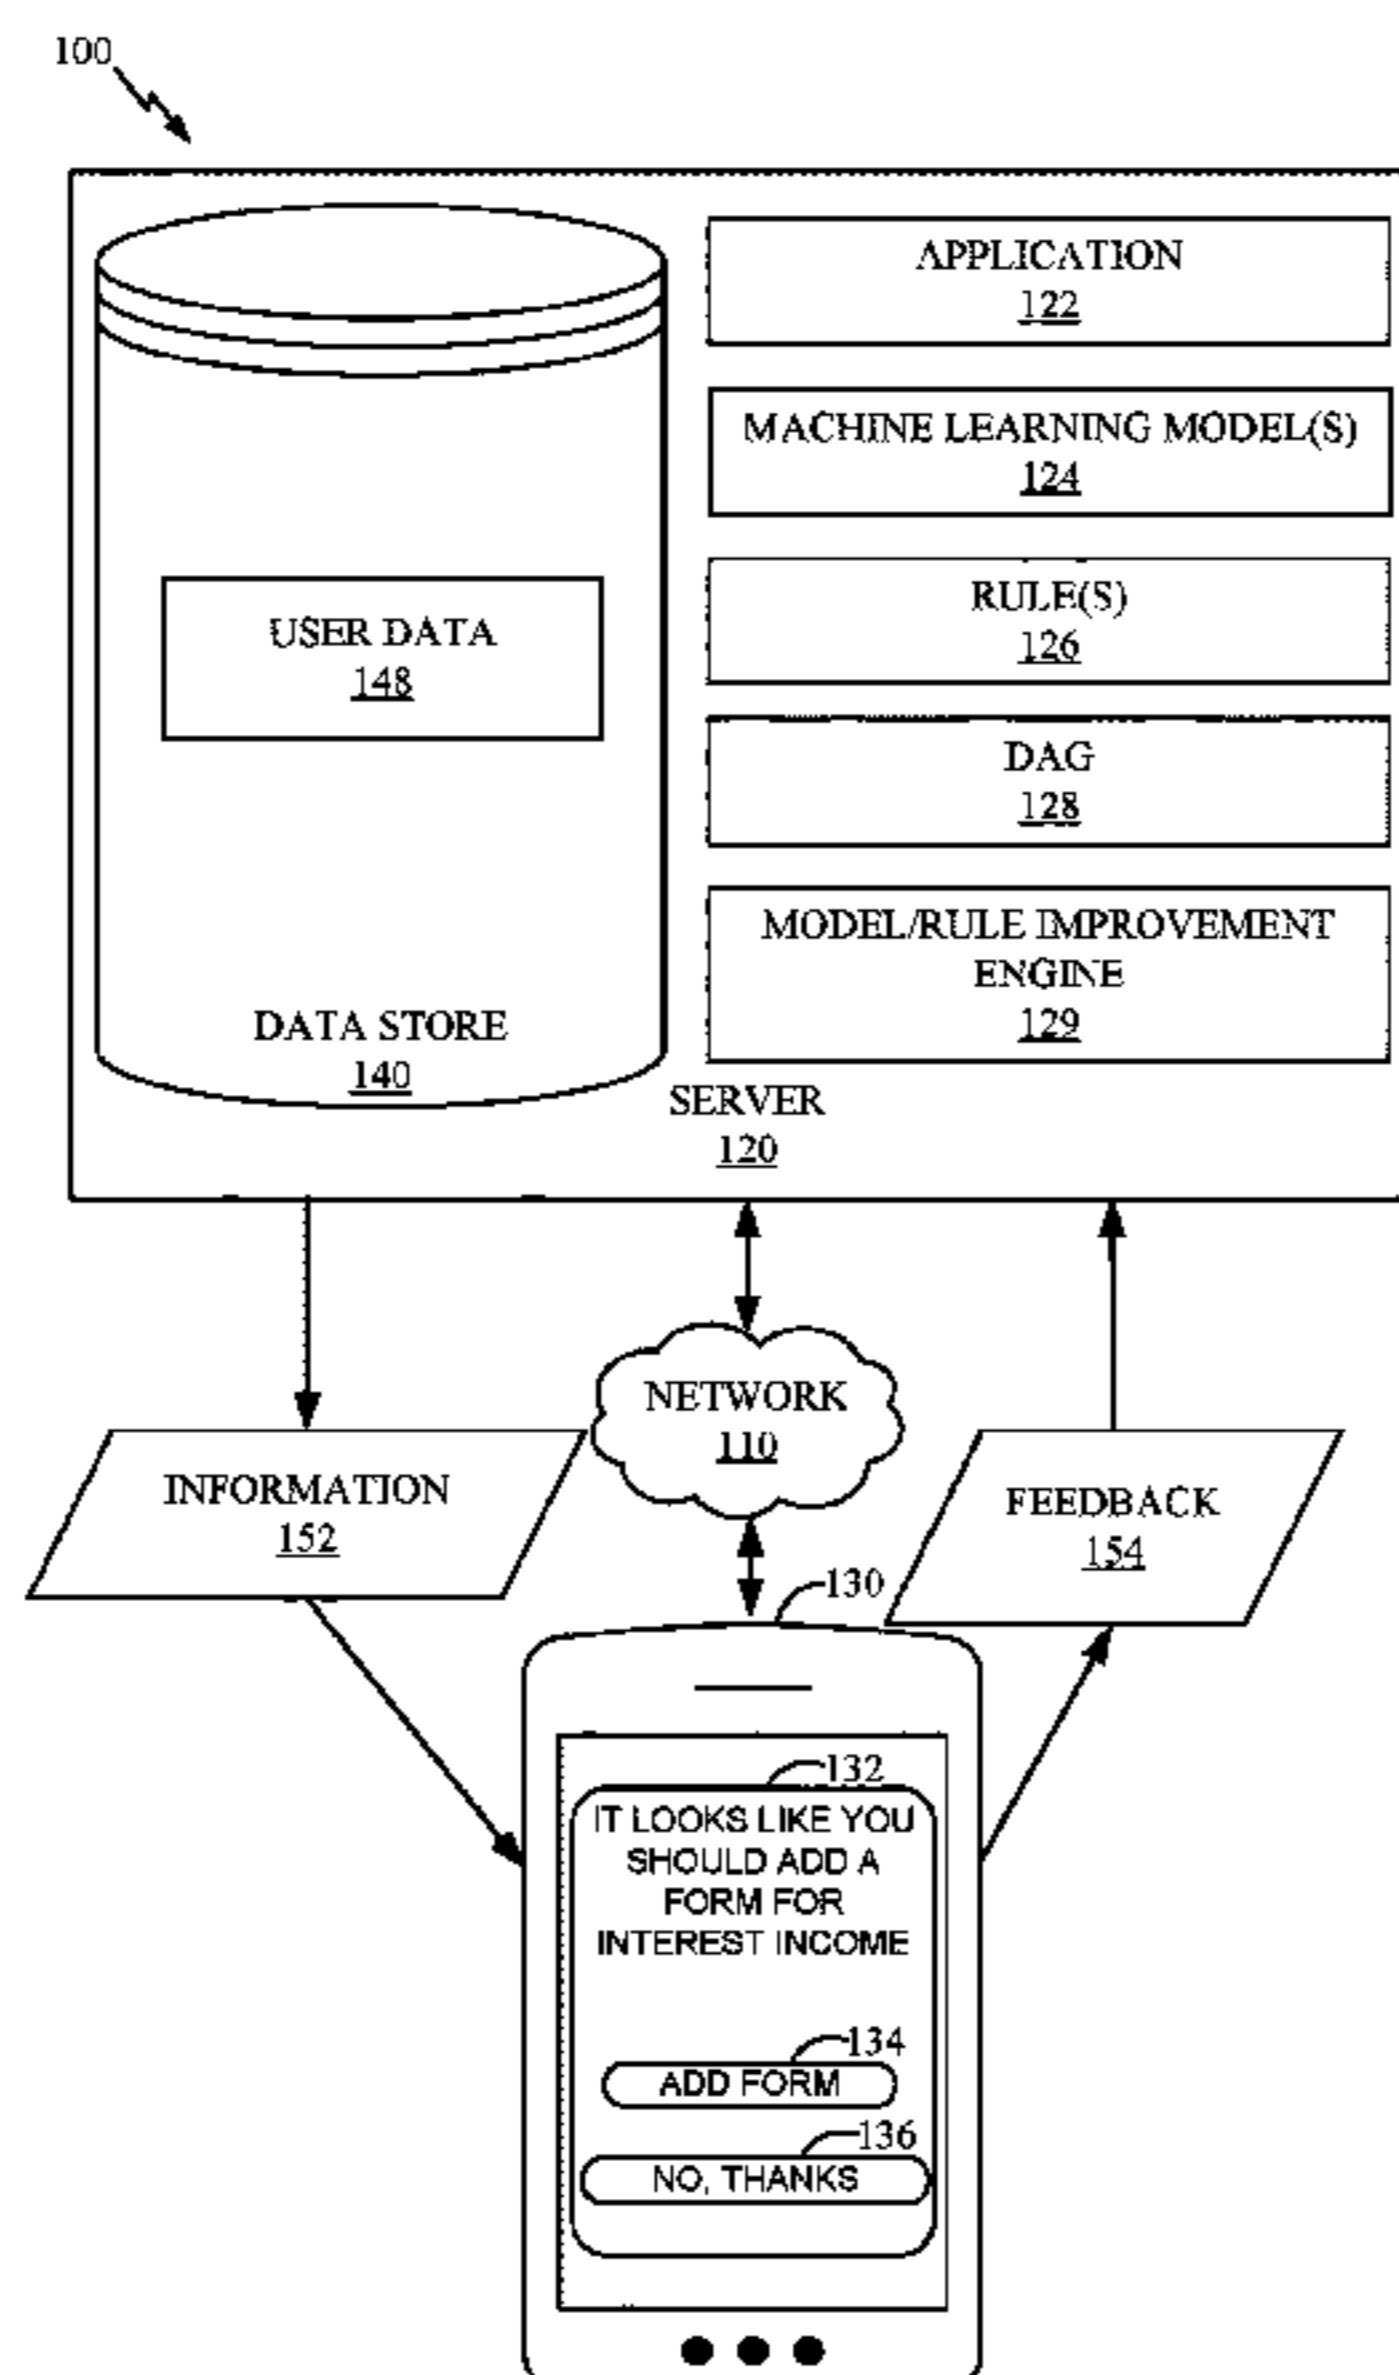 100
APPLICATION
122
MACHINE LEARNING MODEL(S)
124
RULE(S)
126
USER DATA
148
DAG
128
MODEL/RULE IMPROVEMENT
ENGINE
129
DATA STORE
140
SERVER
120
NETWORK
110
INFORMATION
152
FEEDBACK
154
130
132
IT LOOKS LIKE YOU
SHOULD ADD A
FORM FOR
INTEREST INCOME
134
ADD FORM
136
NO, THANKS